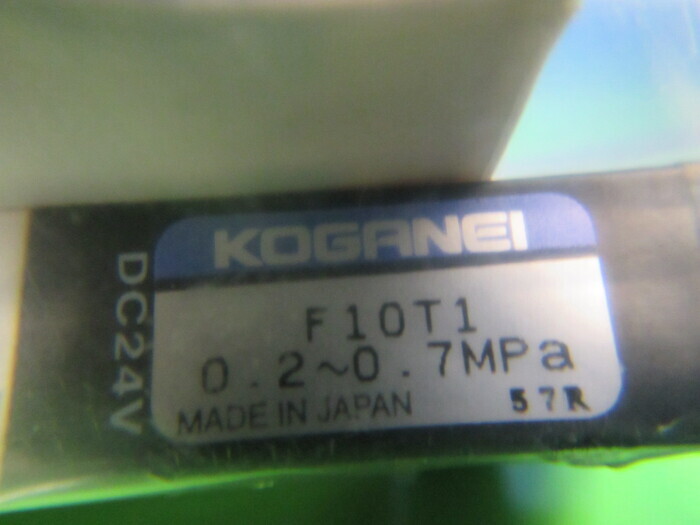 KOGANEI
DC24V
F10T1
0.2~0.7MPa
MADE IN JAPAN 57R